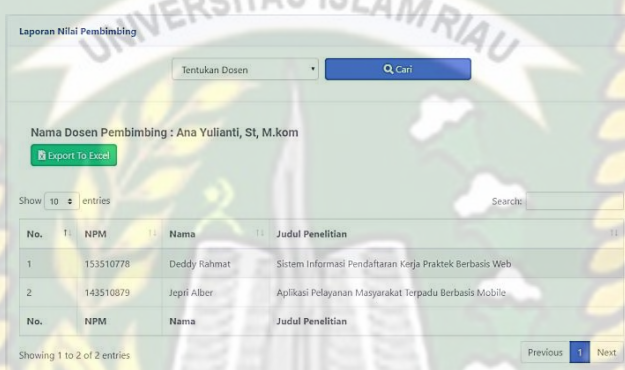 UNIVERSITAS ISLAM RIAU
Laporan Nilai Pembimbing
Tentukan Dosen
Cari
Nama Dosen Pembimbing : Ana Yulianti, St, M.kom
Export To Excel
Show 10 entries
Search:
No. NPM Nama Judul Penelitian
1 153510778 Deddy Rahmat Sistem Informasi Pendaftaran Kerja Praktek Berbasis Web
2 143510879 Jepri Alber Aplikasi Pelayanan Masyarakat Terpadu Berbasis Mobile
No. NPM Nama Judul Penelitian
Showing 1 to 2 of 2 entries
Previous 1 Next